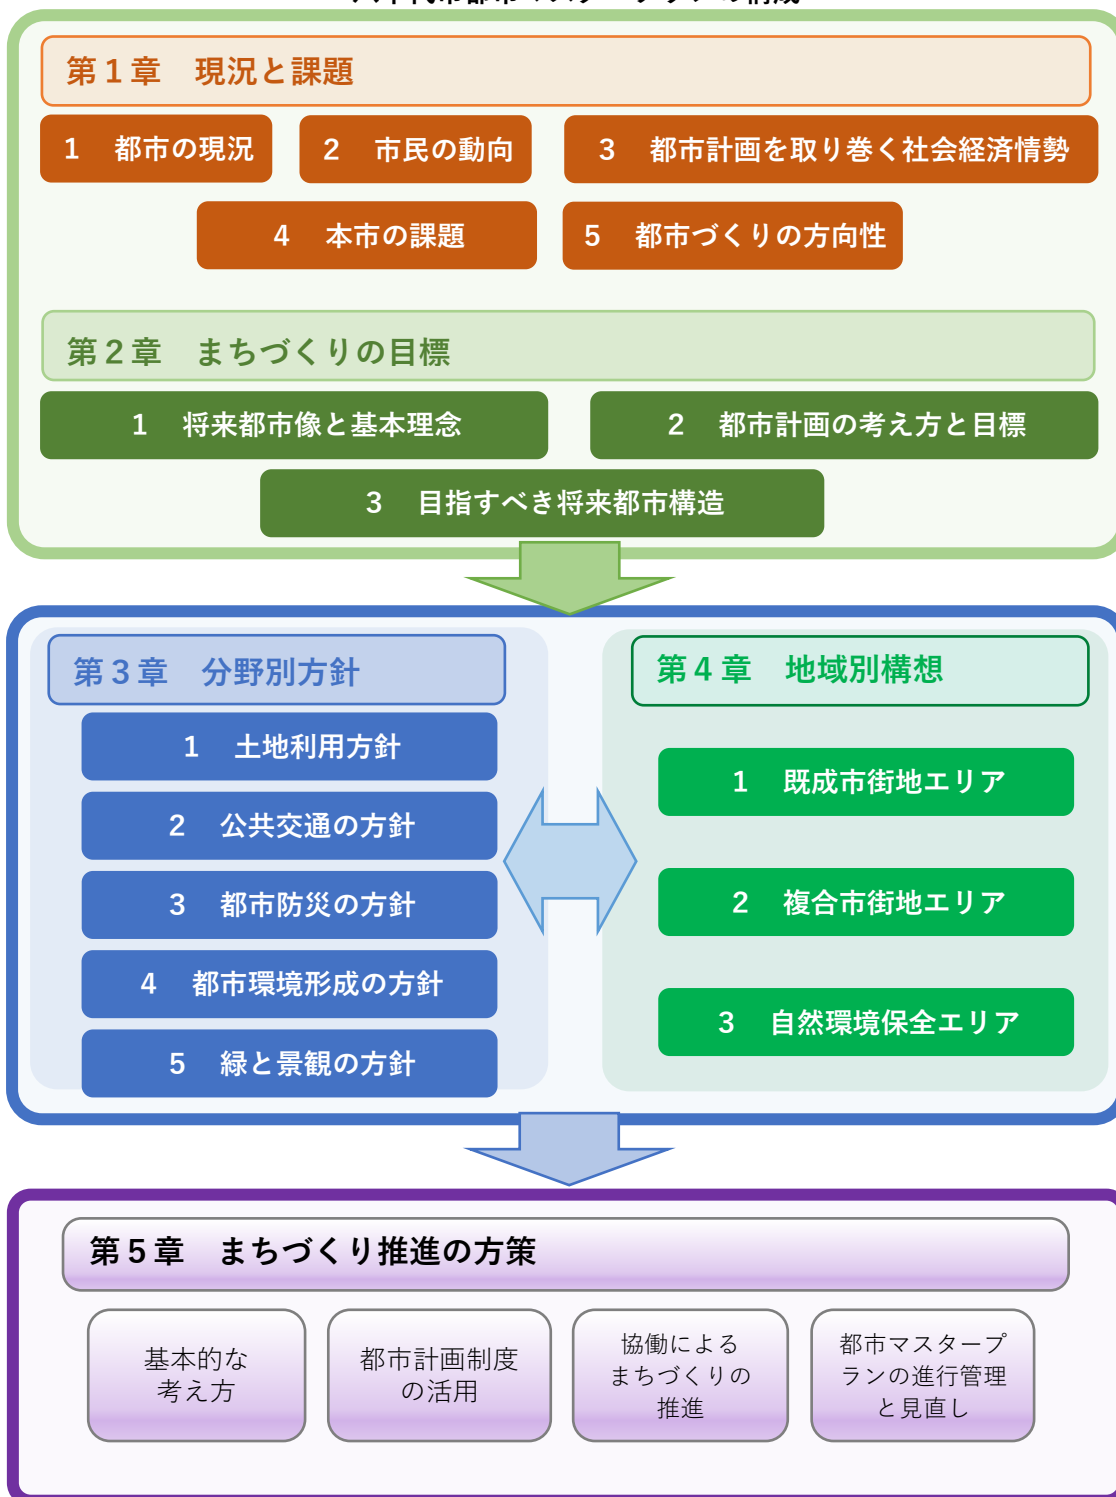 第１章　現況と課題
1　都市の現況
2　市民の動向
3　都市計画を取り巻く社会経済情勢
4　本市の課題
5　都市づくりの方向性
第２章　まちづくりの目標
1　将来都市像と基本理念
2　都市計画の考え方と目標
3　目指すべき将来都市構造
第３章　分野別方針
1　土地利用方針
2　公共交通の方針
3　都市防災の方針
4　都市環境形成の方針
5　緑と景観の方針
第４章　地域別構想
1　既成市街地エリア
2　複合市街地エリア
3　自然環境保全エリア
第５章　まちづくり推進の方策
基本的な
考え方
都市計画制度
の活用
協働による
まちづくりの
推進
都市マスタープ
ランの進行管理
と見直し